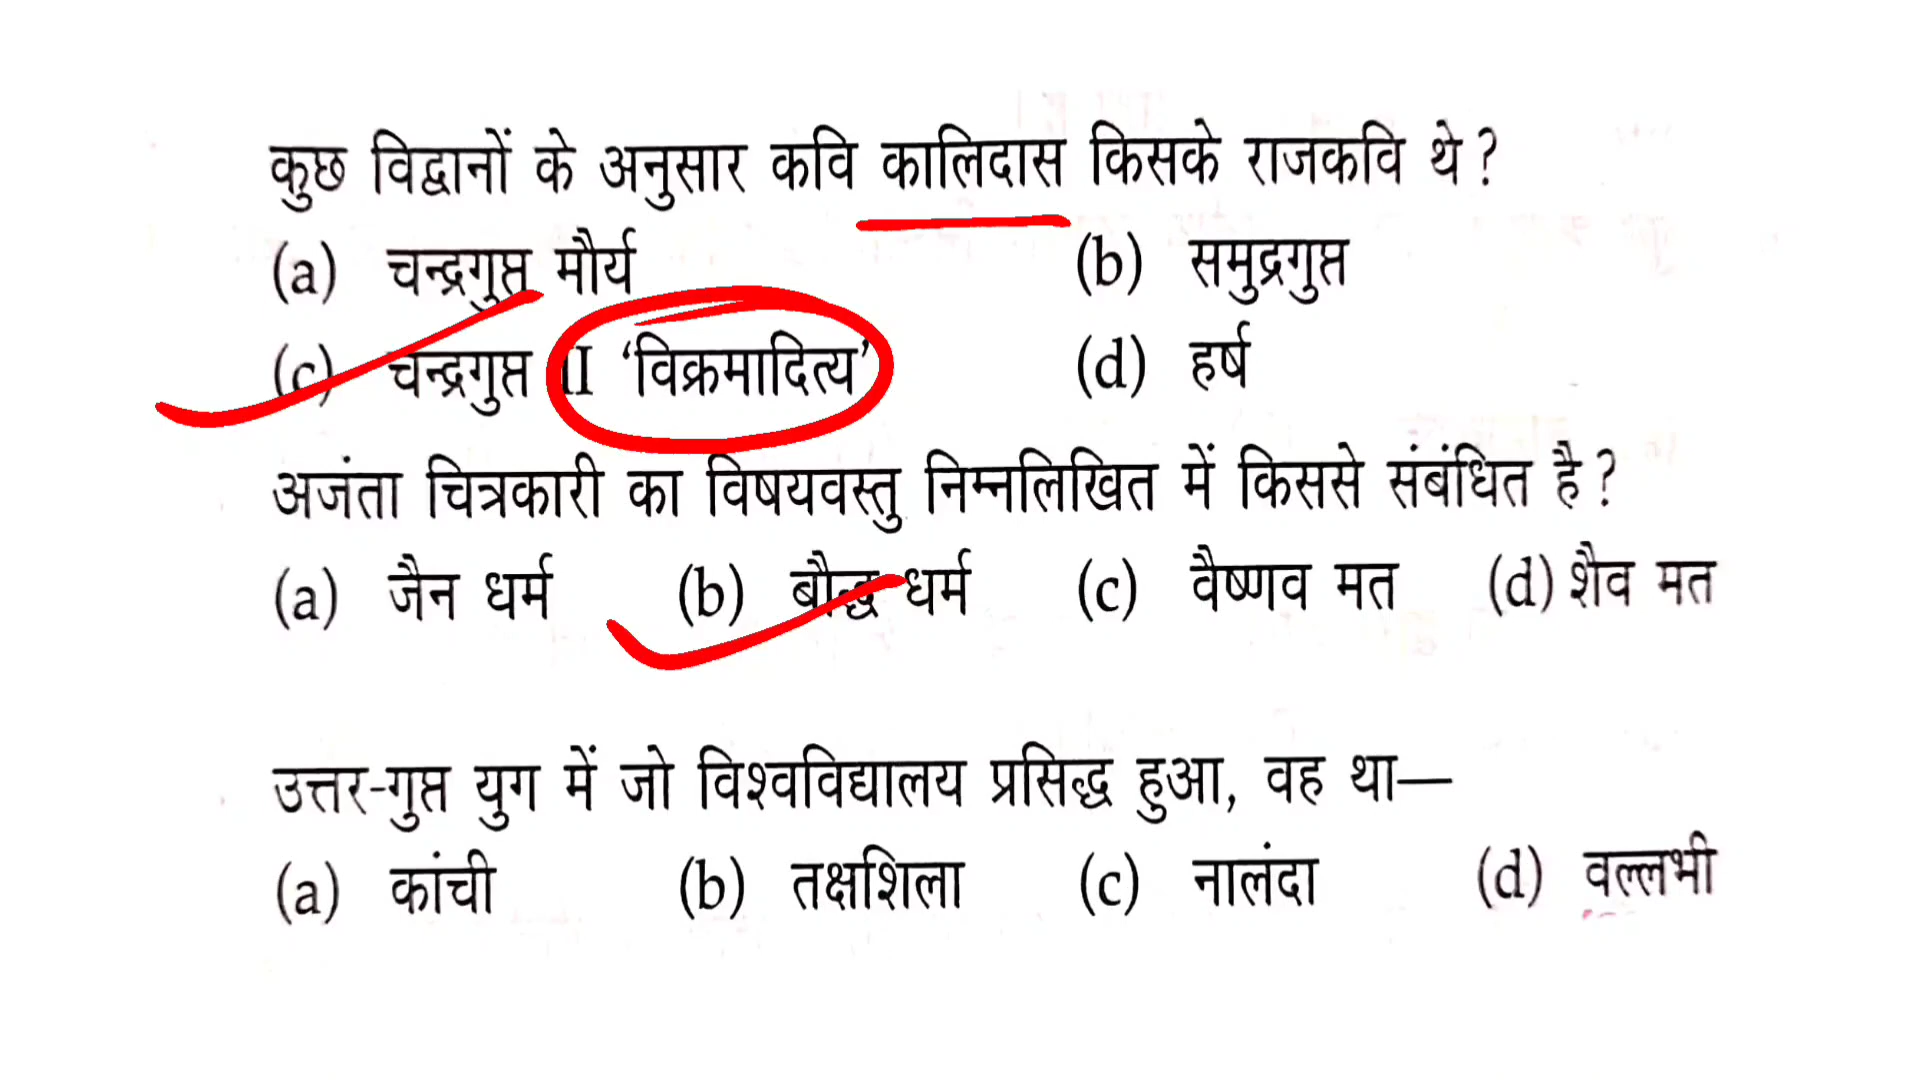 कुछ विद्वानों के अनुसार कवि कालिदास किसके राजकवि थे?
(a) चन्द्रगुप्त मौर्य (b) समुद्रगुप्त
(c) चन्द्रगुप्त II ‘विक्रमादित्य’ (d) हर्ष
अजंता चित्रकारी का विषयवस्तु निम्नलिखित में किससे संबंधित है?
(a) जैन धर्म (b) बौद्ध धर्म (c) वैष्णव मत (d) शैव मत
उत्तर-गुप्त युग में जो विश्वविद्यालय प्रसिद्ध हुआ, वह था—
(a) कांची (b) तक्षशिला (c) नालंदा (d) वल्लभी